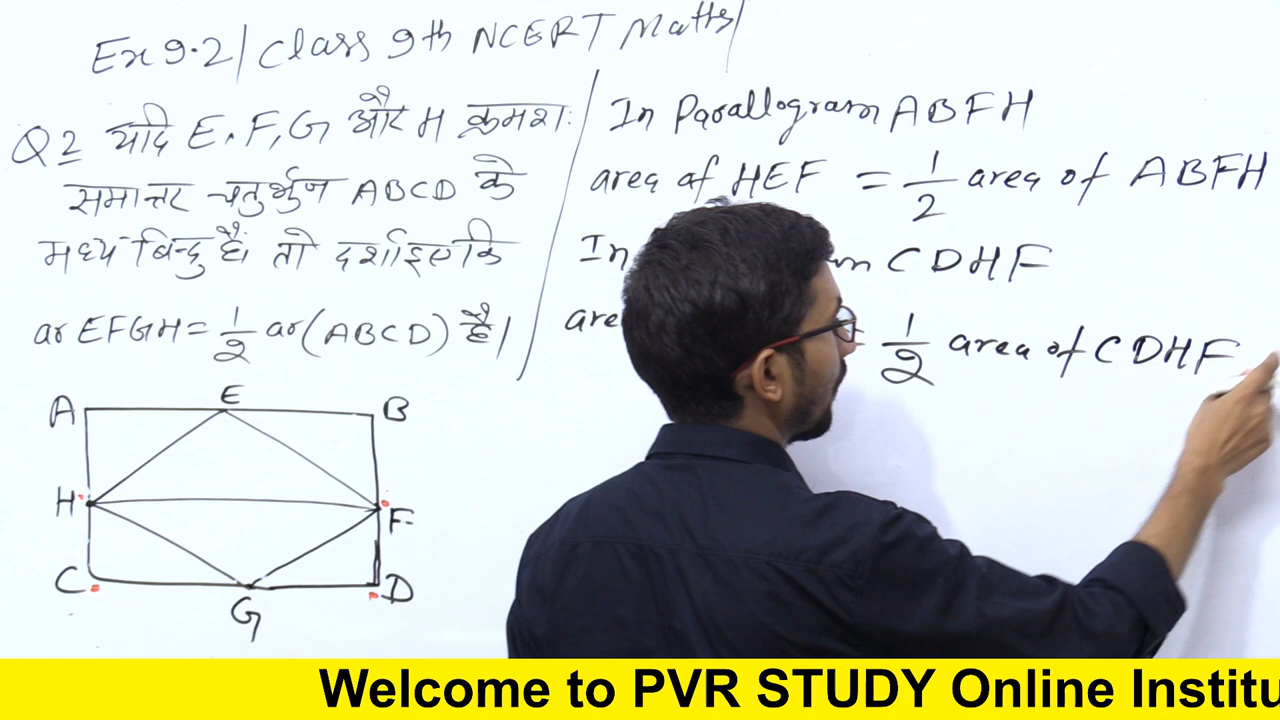 Ex 9.2 / Class 9th NCERT Maths /
Q2 यदि E, F, G और H क्रमशः
समान्तर चतुर्भुज ABCD के
मध्य-बिन्दु हैं। तो दर्शाइए कि
ar EFGH = 1/2 ar(ABCD) है।
A E B
H F
C G D
In Parallogram ABFH
area of HEF = 1/2 area of ABFH
In CDHF
= 1/2 area of CDHF
Welcome to PVR STUDY Online